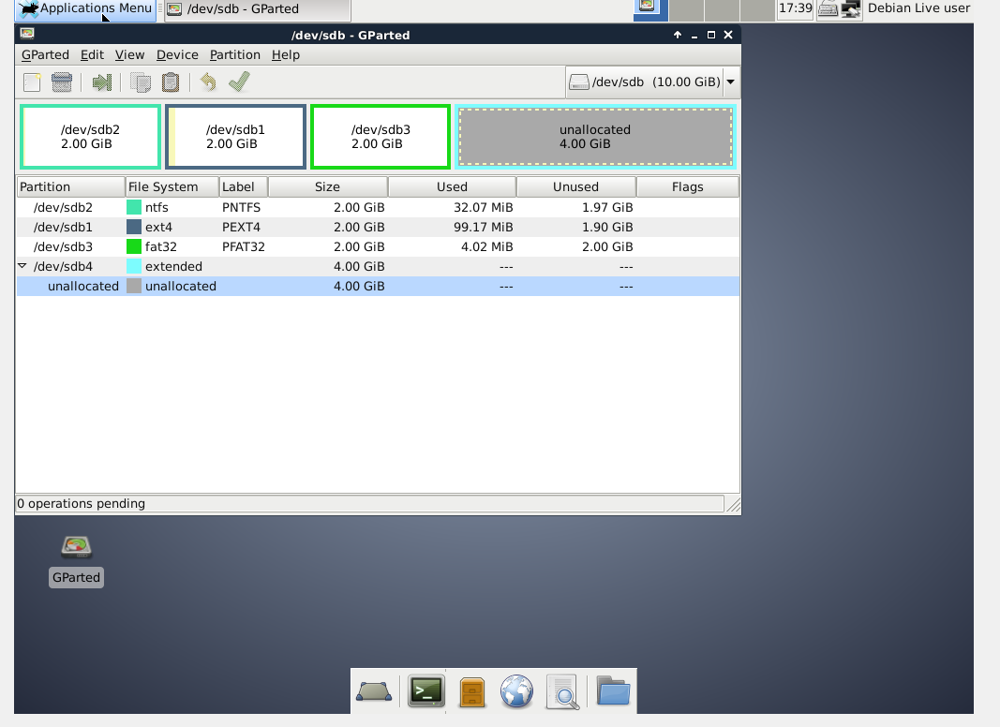 Applications Menu /dev/sdb - GParted 17:39 Debian Live user
/dev/sdb - GParted
GParted Edit View Device Partition Help
/dev/sdb (10.00 GiB)
/dev/sdb2 /dev/sdb1 /dev/sdb3 unallocated
2.00 GiB 2.00 GiB 2.00 GiB 4.00 GiB
Partition File System Label Size Used Unused Flags
/dev/sdb2 ntfs PNTFS 2.00 GiB 32.07 MiB 1.97 GiB
/dev/sdb1 ext4 PEXT4 2.00 GiB 99.17 MiB 1.90 GiB
/dev/sdb3 fat32 PFAT32 2.00 GiB 4.02 MiB 2.00 GiB
/dev/sdb4 extended 4.00 GiB --- ---
unallocated unallocated 4.00 GiB --- ---
0 operations pending
GParted
>_